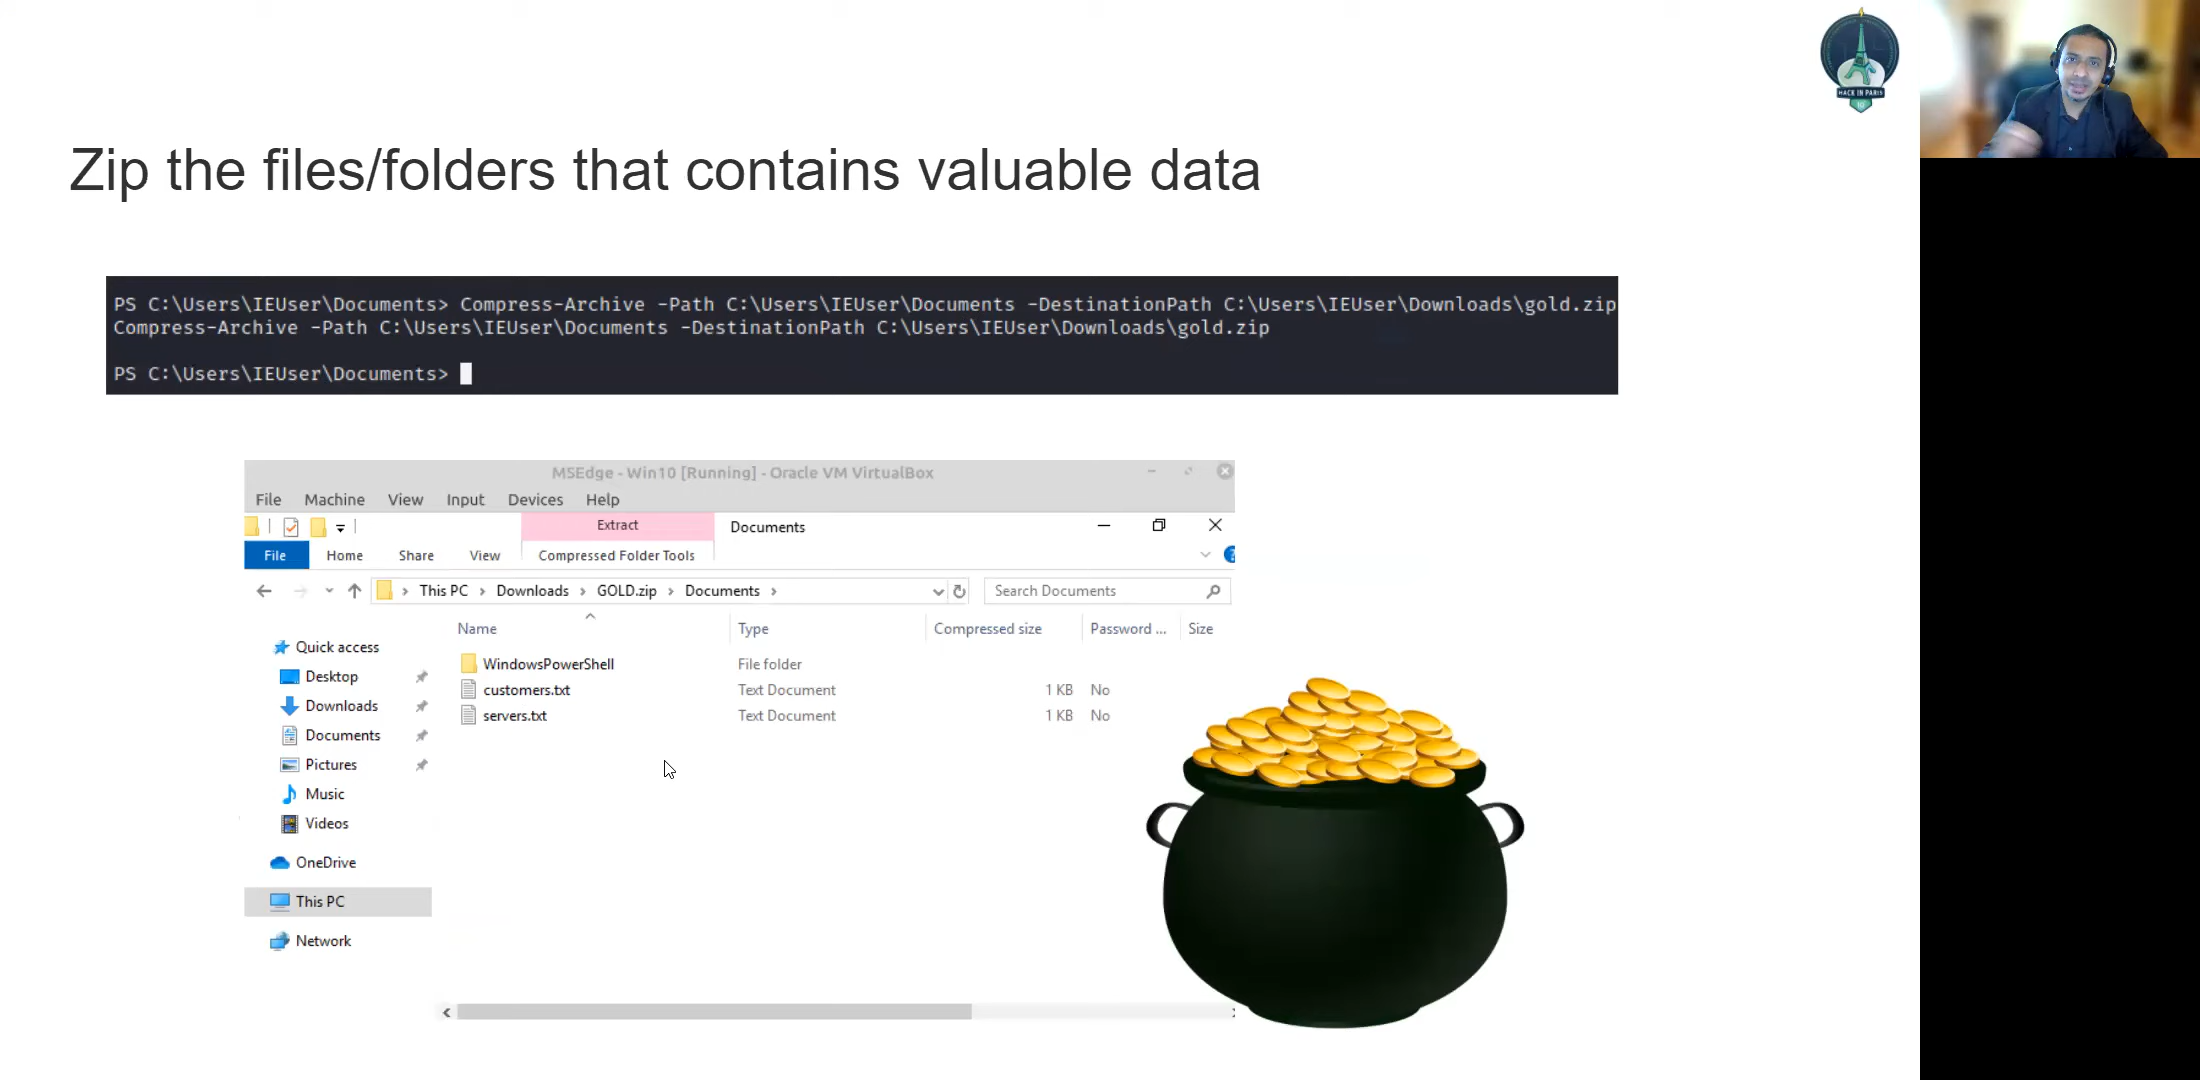 HACK IN PARIS
10
Zip the files/folders that contains valuable data
PS C:\Users\IEUser\Documents> Compress-Archive -Path C:\Users\IEUser\Documents -DestinationPath C:\Users\IEUser\Downloads\gold.zip
Compress-Archive -Path C:\Users\IEUser\Documents -DestinationPath C:\Users\IEUser\Downloads\gold.zip
PS C:\Users\IEUser\Documents>
MSEdge - Win10 [Running] - Oracle VM VirtualBox
File Machine View Input Devices Help
Extract Documents
File Home Share View Compressed Folder Tools
This PC > Downloads > GOLD.zip > Documents > Search Documents
Name Type Compressed size Password ... Size
Quick access
Desktop
Downloads
Documents
Pictures
Music
Videos
OneDrive
This PC
Network
WindowsPowerShell File folder
customers.txt Text Document 1 KB No
servers.txt Text Document 1 KB No